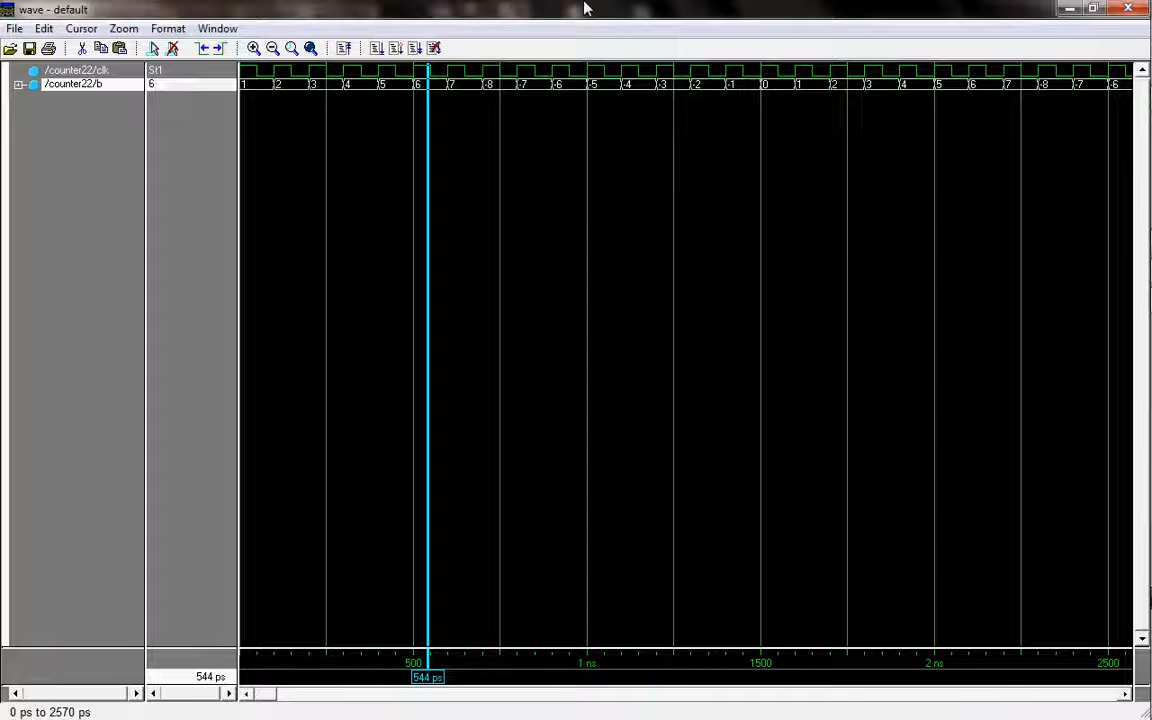 wave - default
File Edit Cursor Zoom Format Window
/counter22/clk St1
/counter22/b 6 1 2 3 4 5 6 7 -8 -7 -6 -5 -4 -3 -2 -1 0 1 2 3 4 5 6 7 -8 -7 -6
500 1 ns 1500 2 ns 2500
544 ps 544 ps
0 ps to 2570 ps